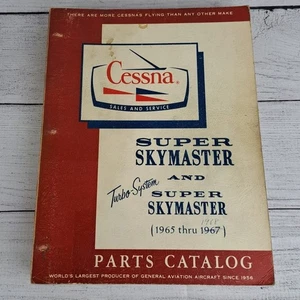 THERE ARE MORE CESSNAS FLYING THAN ANY OTHER MAKE
Cessna®
SALES AND SERVICE
SUPER
SKYMASTER
AND
Turbo-System
SUPER
SKYMASTER
1968
(1965 thru 1967)
PARTS CATALOG
WORLD'S LARGEST PRODUCER OF GENERAL AVIATION AIRCRAFT SINCE 1956